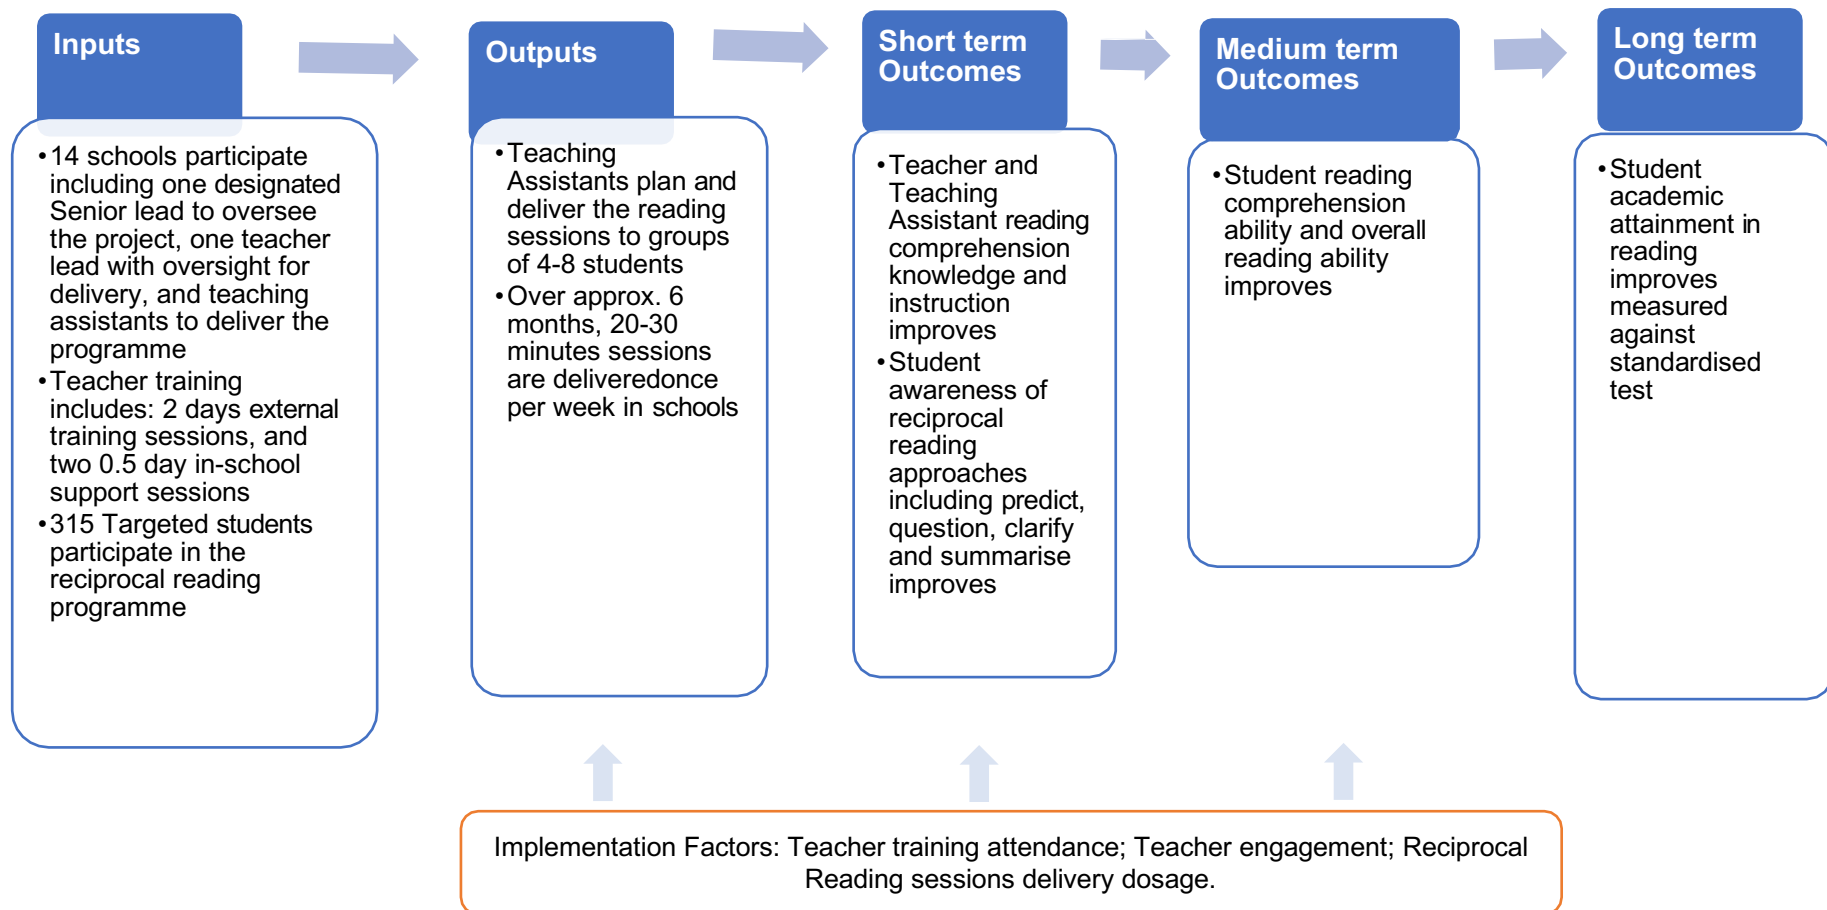 Inputs
•14 schools participate
including one designated
Senior lead to oversee
the project, one teacher
lead with oversight for
delivery, and teaching
assistants to deliver the
programme
•Teacher training
includes: 2 days external
training sessions, and
two 0.5 day in-school
support sessions
•315 Targeted students
participate in the
reciprocal reading
programme
Outputs
•Teaching
Assistants plan and
deliver the reading
sessions to groups
of 4-8 students
•Over approx. 6
months, 20-30
minutes sessions
are deliveredonce
per week in schools
Short term
Outcomes
•Teacher and
Teaching
Assistant reading
comprehension
knowledge and
instruction
improves
•Student
awareness of
reciprocal
reading
approaches
including predict,
question, clarify
and summarise
improves
Medium term
Outcomes
•Student reading
comprehension
ability and overall
reading ability
improves
Long term
Outcomes
•Student
academic
attainment in
reading
improves
measured
against
standardised
test
Implementation Factors: Teacher training attendance; Teacher engagement; Reciprocal
Reading sessions delivery dosage.